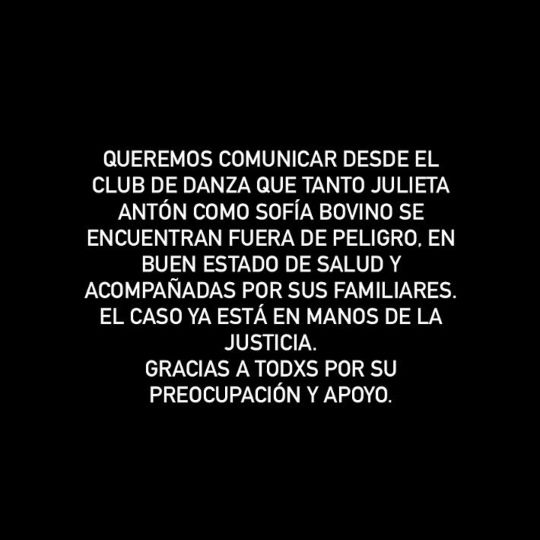 QUEREMOS COMUNICAR DESDE EL
CLUB DE DANZA QUE TANTO JULIETA
ANTÓN COMO SOFÍA BOVINO SE
ENCUENTRAN FUERA DE PELIGRO, EN
BUEN ESTADO DE SALUD Y
ACOMPAÑADAS POR SUS FAMILIARES.
EL CASO YA ESTÁ EN MANOS DE LA
JUSTICIA.
GRACIAS A TODXS POR SU
PREOCUPACIÓN Y APOYO.